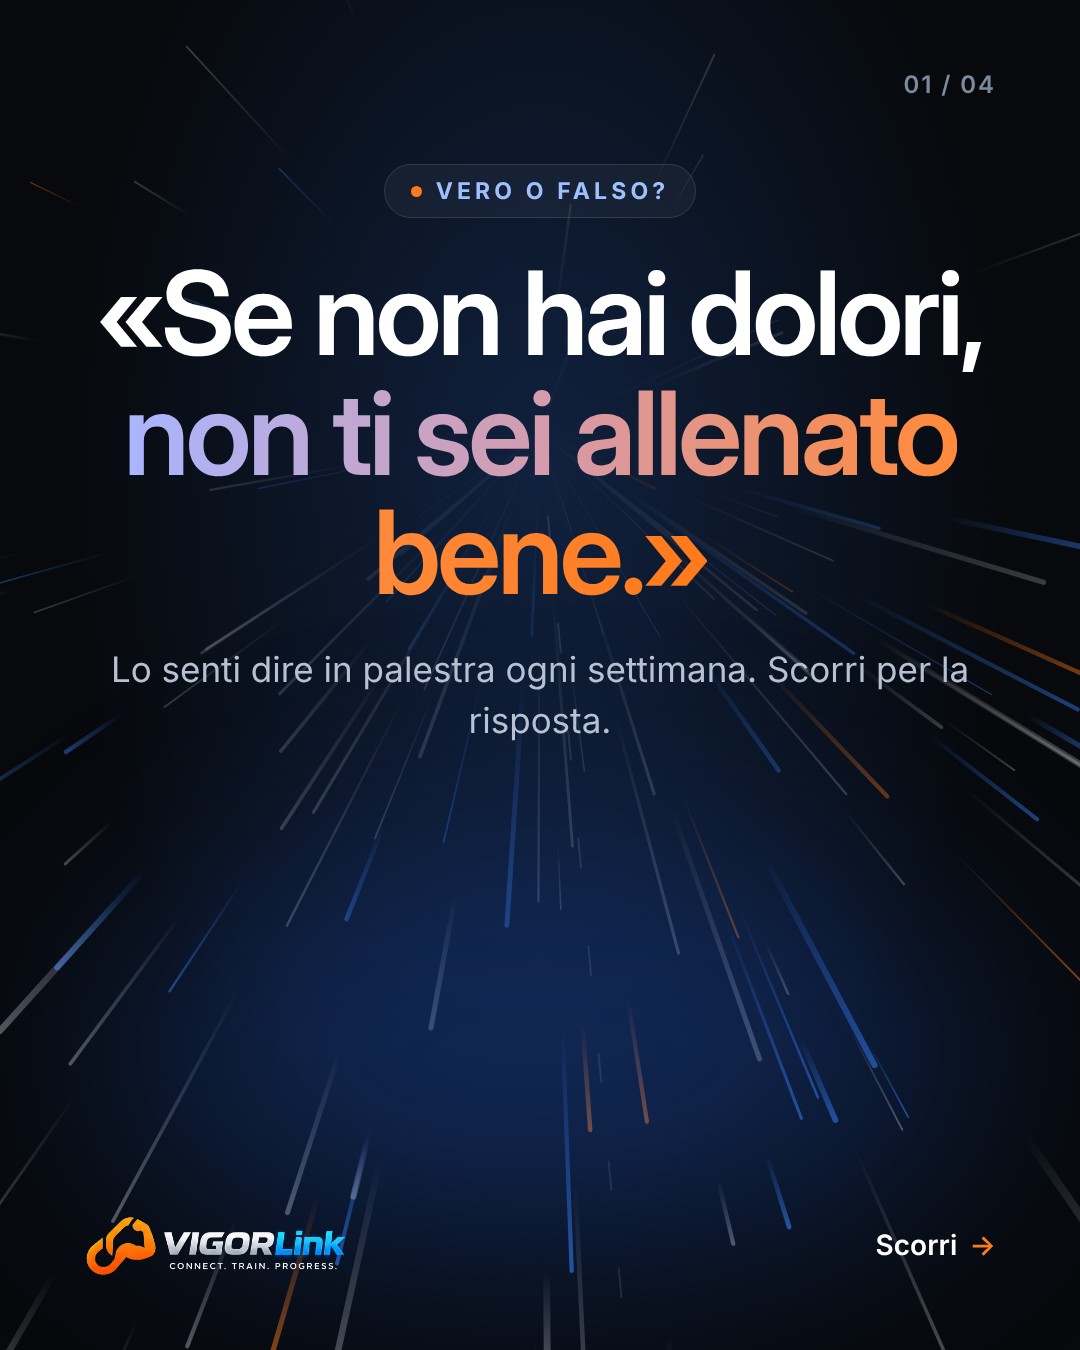 01 / 04
VERO O FALSO?
«Se non hai dolori,
non ti sei allenato
bene.»
Lo senti dire in palestra ogni settimana. Scorri per la
risposta.
VIGORLink
CONNECT. TRAIN. PROGRESS.
Scorri →